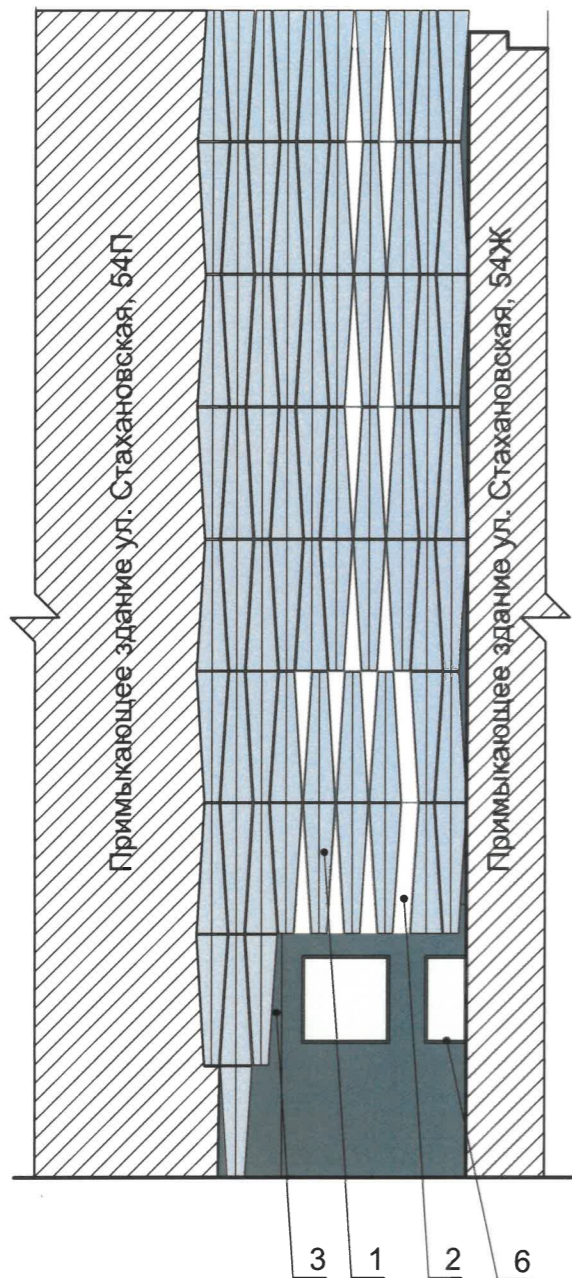 Примыкающее здание ул. Стахановская, 54П
Примыкающее здание ул. Стахановская, 54Ж
3 1 2 6